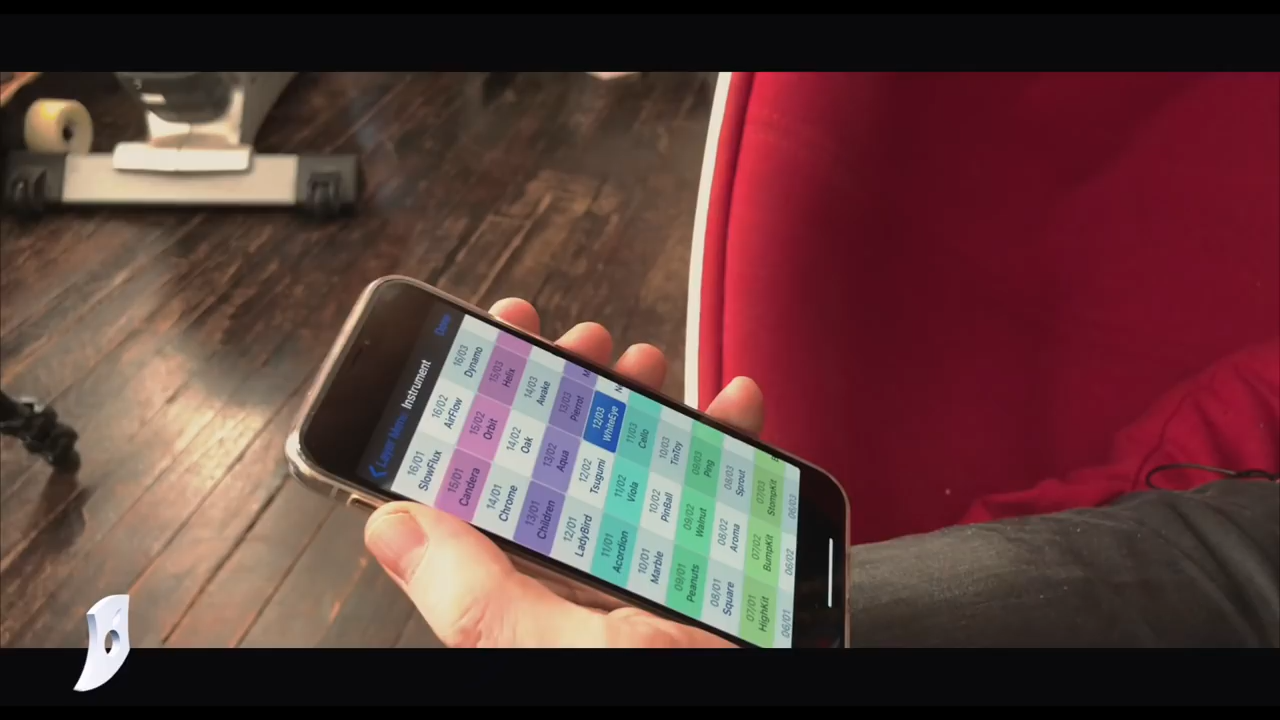 Layer Menu
Instrument
Done
16/01 16/02 16/03
SlowFlux AirFlow Dynamo
15/01 15/02 15/03
Candera Orbit Helix
14/01 14/02 14/03
Chrome Oak Awake
13/01 13/02 13/03
Children Aqua Pierrot
12/01 12/02 12/03
LadyBird Tsugumi WhiteEye
11/01 11/02 11/03
Acordion Viola Cello
10/01 10/02 10/03
Marble PinBall TinToy
09/01 09/02 09/03
Peanuts Walnut Ping
08/01 08/02 08/03
Square Aroma Sprout
07/01 07/02 07/03
HighKit BumpKit StompKit
06/01 06/02 06/03